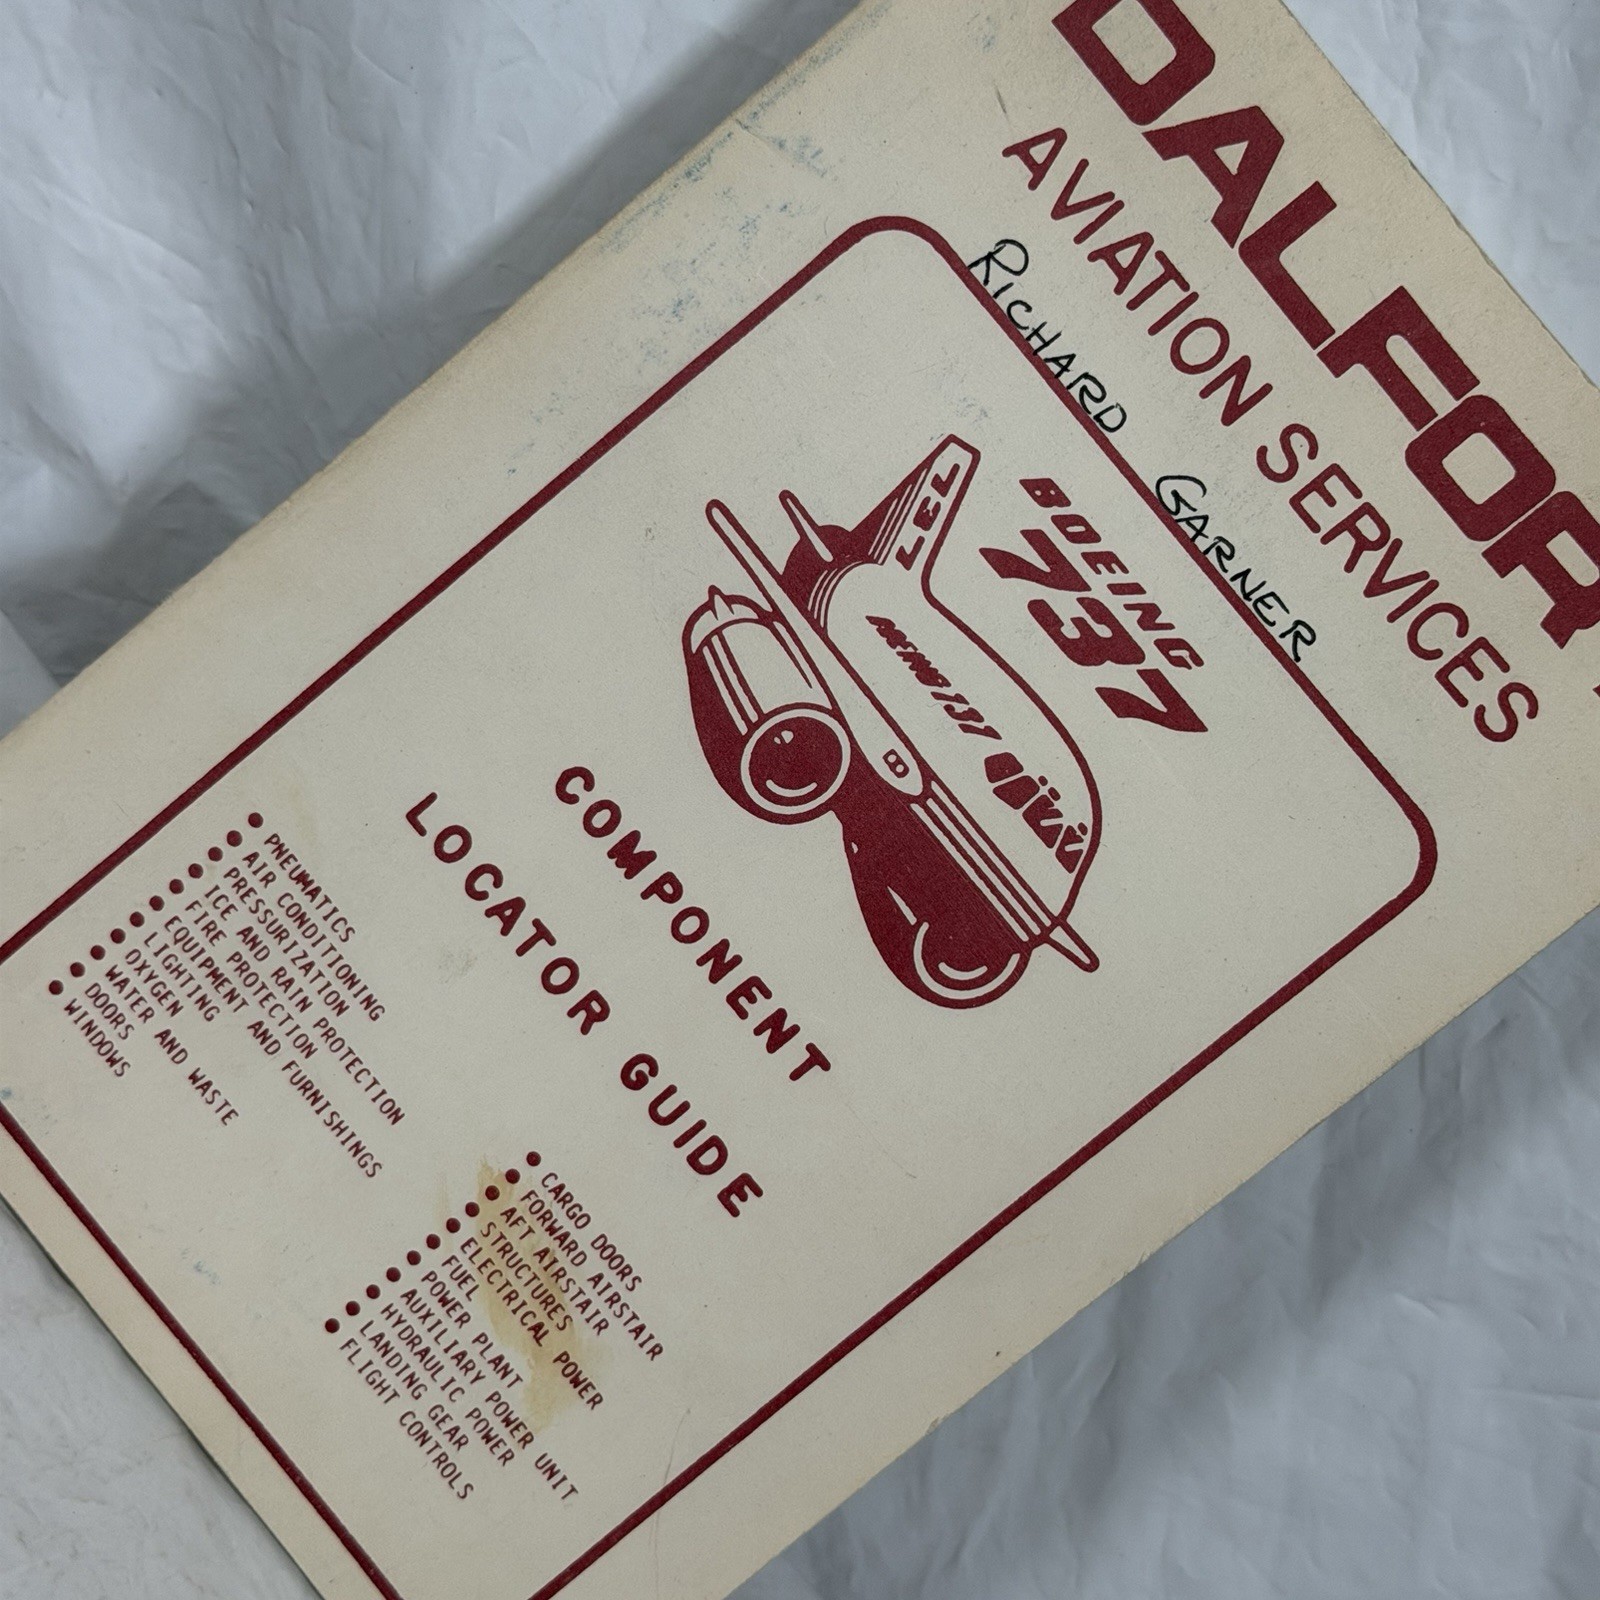 DALFOR
AVIATION SERVICES
RICHARD GARNER
BOEING
737
BOEING 737
COMPONENT
LOCATOR GUIDE
• PNEUMATICS
• AIR CONDITIONING
• PRESSURIZATION
• ICE AND RAIN PROTECTION
• FIRE PROTECTION
• EQUIPMENT AND FURNISHINGS
• LIGHTING
• OXYGEN
• WATER AND WASTE
• DOORS
• WINDOWS
• CARGO DOORS
• FORWARD AIRSTAIR
• AFT AIRSTAIR
• STRUCTURES
• ELECTRICAL POWER
• FUEL
• POWER PLANT
• AUXILIARY POWER UNIT
• HYDRAULIC POWER
• LANDING GEAR
• FLIGHT CONTROLS